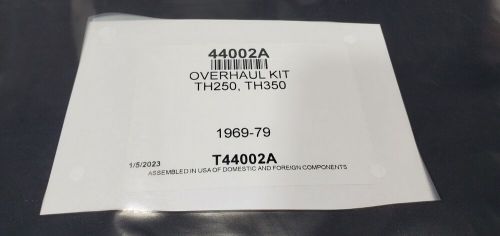 44002A
OVERHAUL KIT
TH250, TH350
1969-79
1/5/2023 T44002A
ASSEMBLED IN USA OF DOMESTIC AND FOREIGN COMPONENTS